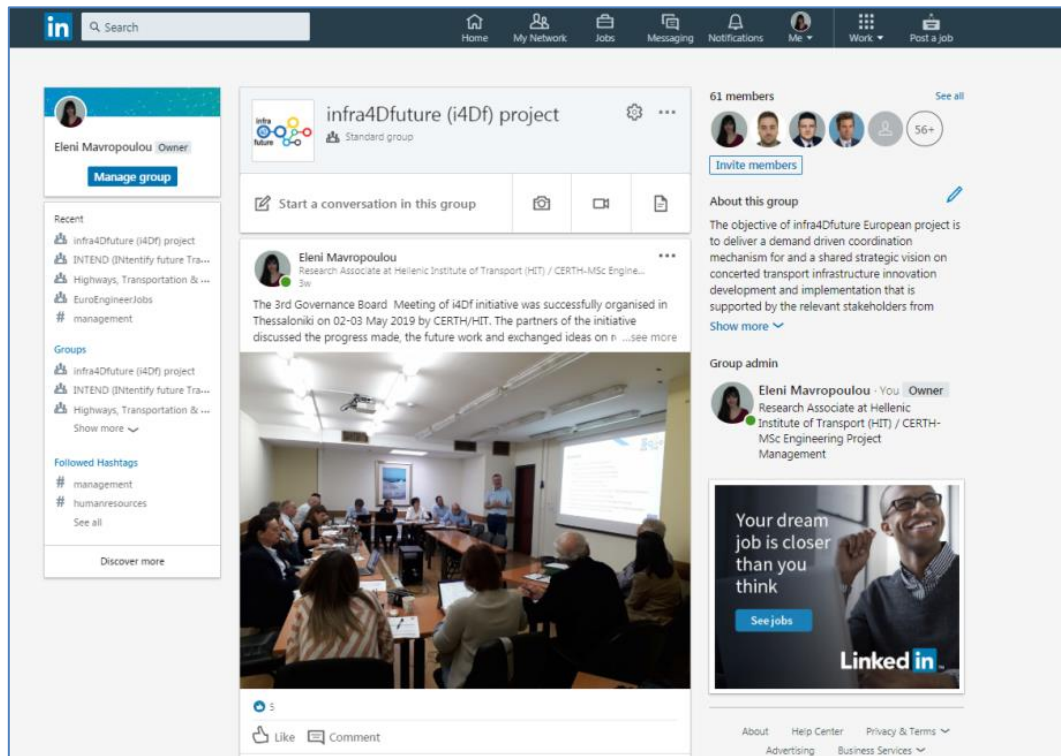 in
Search
Home
My Network
Jobs
Messaging
Notifications
Me
Work
Post a job
Eleni Mavropoulou Owner
Manage group
Recent
infra4Dfuture (i4Df) project
INTEND (INtentify future Tra...
Highways, Transportation & ...
EuroEngineerJobs
# management
Groups
infra4Dfuture (i4Df) project
INTEND (INtentify future Tra...
Highways, Transportation & ...
Show more
Followed Hashtags
# management
# humanresources
See all
Discover more
infra
future
infra4Dfuture (i4Df) project
Standard group
Start a conversation in this group
Eleni Mavropoulou
Research Associate at Hellenic Institute of Transport (HIT) / CERTH-MSc Engine...
3w
The 3rd Governance Board Meeting of i4Df initiative was successfully organised in
Thessaloniki on 02-03 May 2019 by CERTH/HIT. The partners of the initiative
discussed the progress made, the future work and exchanged ideas on ...see more
5
Like
Comment
61 members
See all
56+
Invite members
About this group
The objective of infra4Dfuture European project is
to deliver a demand driven coordination
mechanism for and a shared strategic vision on
concerted transport infrastructure innovation
development and implementation that is
supported by the relevant stakeholders from
Show more
Group admin
Eleni Mavropoulou · You Owner
Research Associate at Hellenic
Institute of Transport (HIT) / CERTH-
MSc Engineering Project
Management
Your dream
job is closer
than you
think
See jobs
Linked in
About Help Center Privacy & Terms
Advertising Business Services